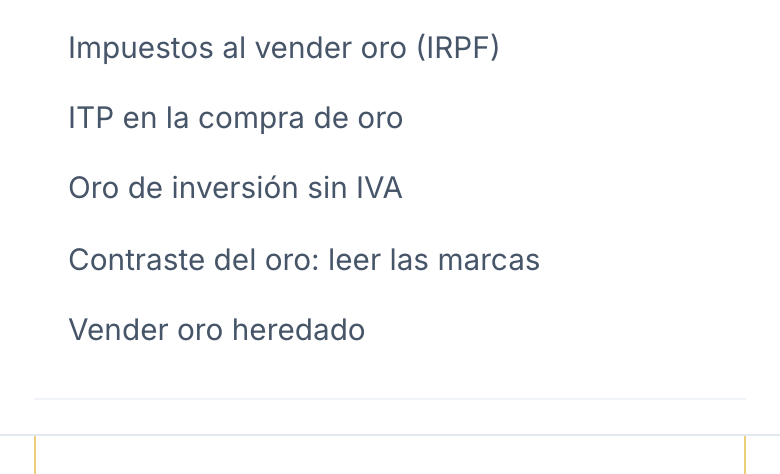 Impuestos al vender oro (IRPF)
ITP en la compra de oro
Oro de inversión sin IVA
Contraste del oro: leer las marcas
Vender oro heredado